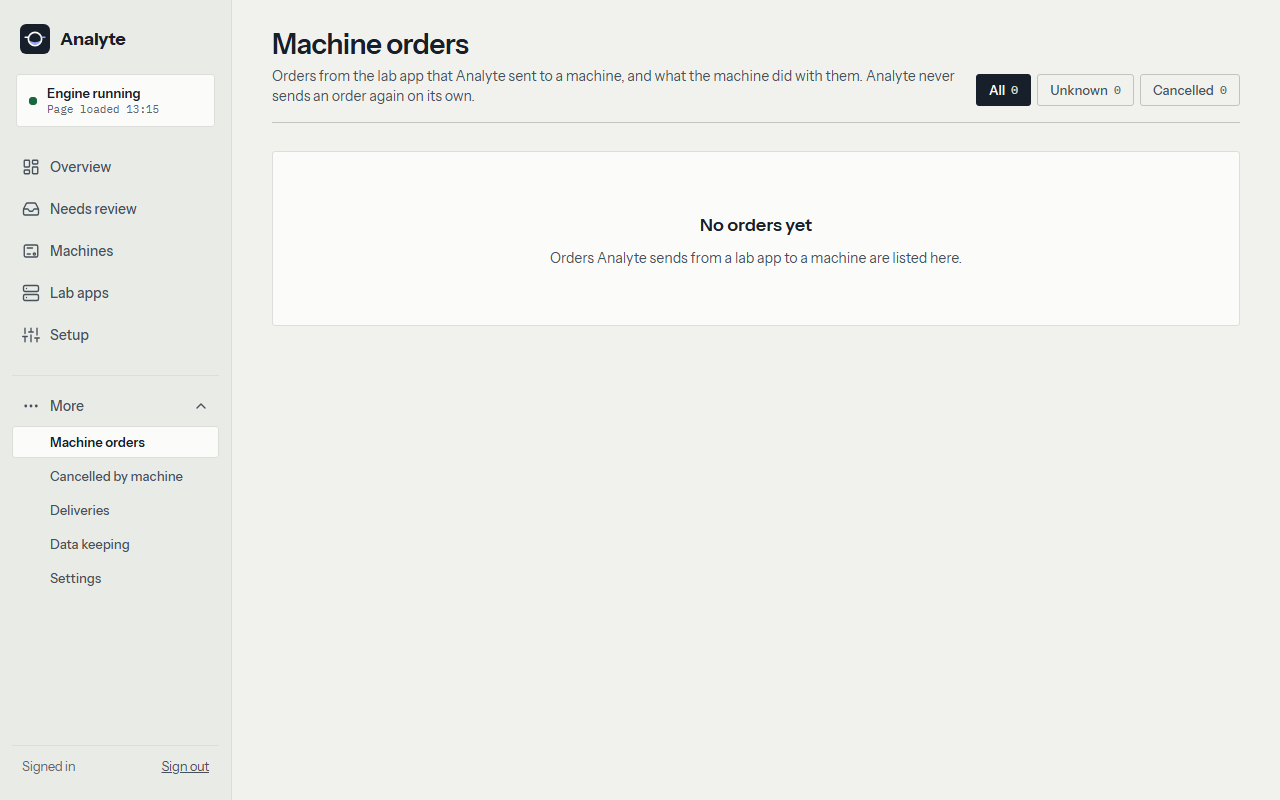 Analyte
Engine running
Page loaded 13:15
Overview
Needs review
Machines
Lab apps
Setup
More
Machine orders
Cancelled by machine
Deliveries
Data keeping
Settings
Signed in
Sign out
Machine orders
Orders from the lab app that Analyte sent to a machine, and what the machine did with them. Analyte never
sends an order again on its own.
All 0
Unknown 0
Cancelled 0
No orders yet
Orders Analyte sends from a lab app to a machine are listed here.